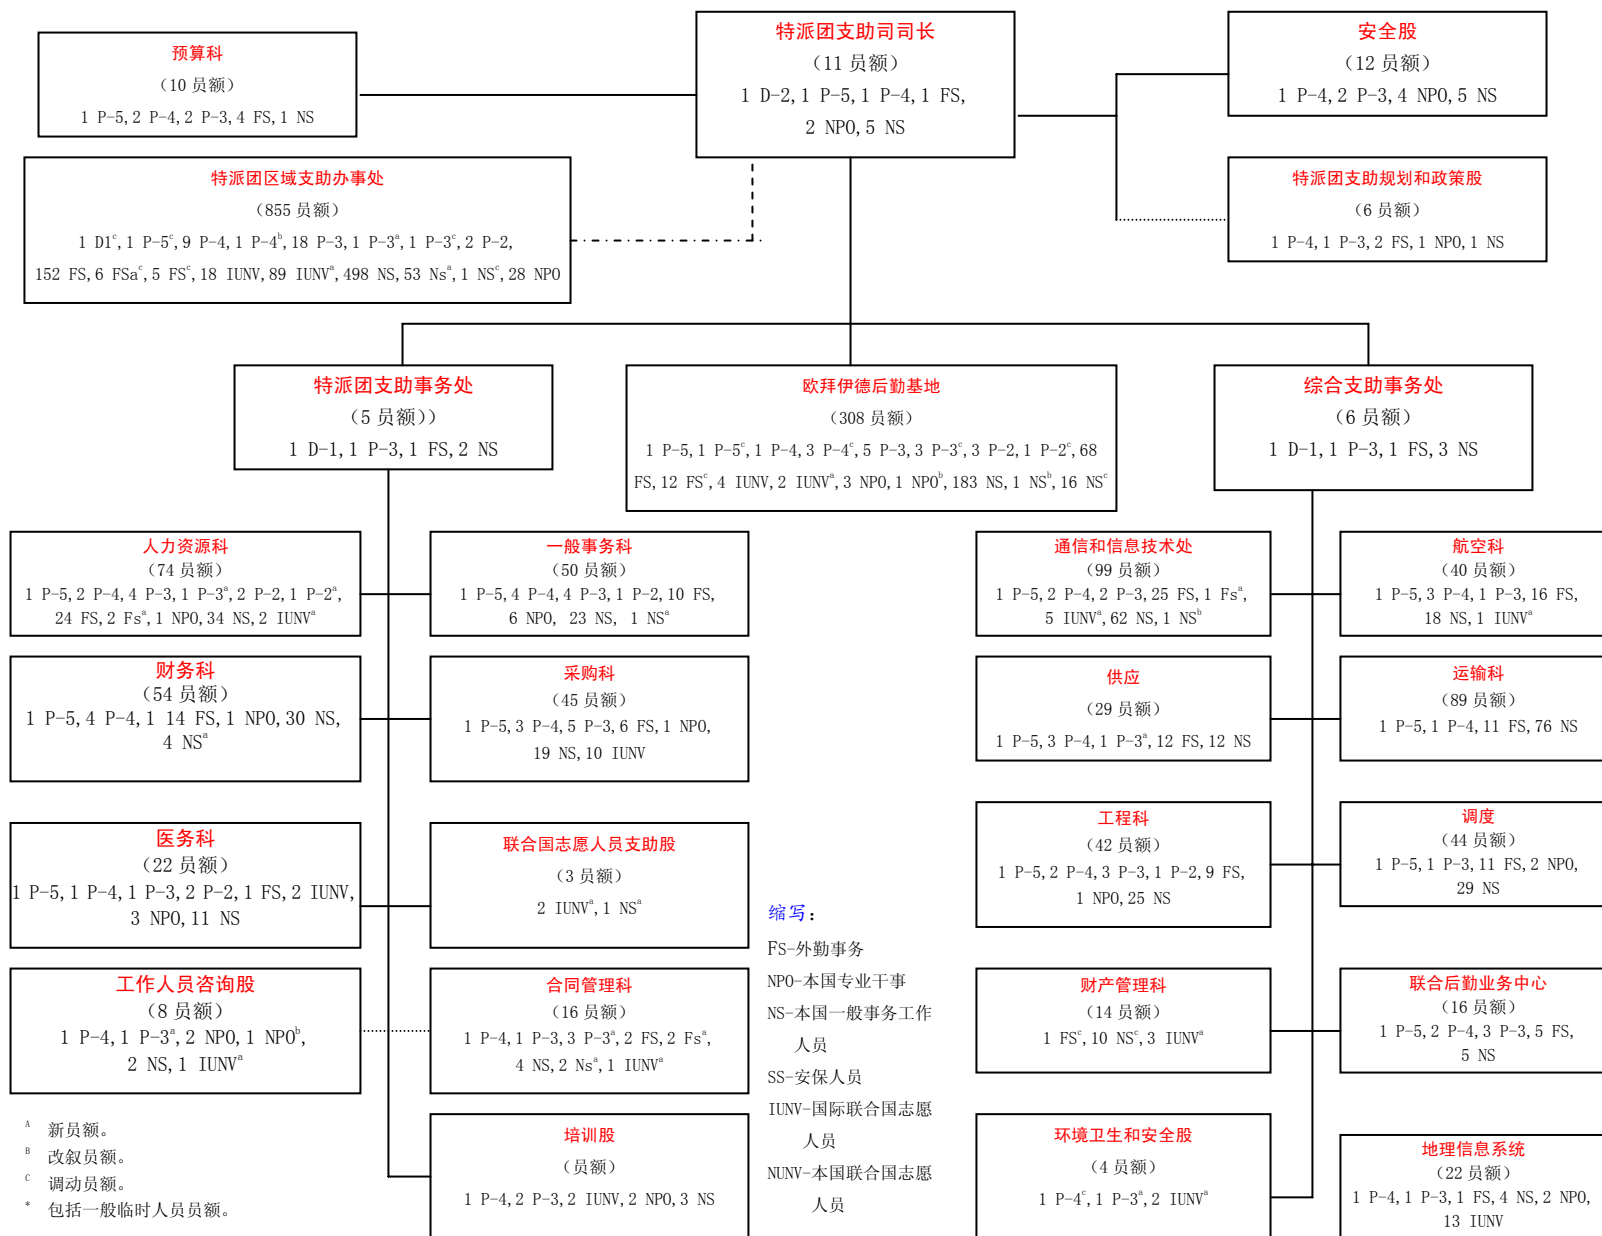 特派团支助司司长
（11 员额）
1 D-2, 1 P-5, 1 P-4, 1 FS,
2 NPO, 5 NS
预算科
（10 员额）
1 P-5, 2 P-4, 2 P-3, 4 FS, 1 NS
安全股
（12 员额）
1 P-4, 2 P-3, 4 NPO, 5 NS
特派团区域支助办事处
（855 员额）
1 D1ᶜ, 1 P-5ᶜ, 9 P-4, 1 P-4ᵇ, 18 P-3, 1 P-3ᵃ, 1 P-3ᶜ, 2 P-2,
152 FS, 6 FSaᶜ, 5 FSᶜ, 18 IUNV, 89 IUNVᵃ, 498 NS, 53 Nsᵃ, 1 NSᶜ, 28 NPO
特派团支助规划和政策股
（6 员额）
1 P-4, 1 P-3, 2 FS, 1 NPO, 1 NS
特派团支助事务处
（5 员额））
1 D-1, 1 P-3, 1 FS, 2 NS
欧拜伊德后勤基地
（308 员额）
1 P-5, 1 P-5ᶜ, 1 P-4, 3 P-4ᶜ, 5 P-3, 3 P-3ᶜ, 3 P-2, 1 P-2ᶜ, 68
FS, 12 FSᶜ, 4 IUNV, 2 IUNVᵃ, 3 NPO, 1 NPOᵇ, 183 NS, 1 NSᵇ, 16 NSᶜ
综合支助事务处
（6 员额）
1 D-1, 1 P-3, 1 FS, 3 NS
人力资源科
（74 员额）
1 P-5, 2 P-4, 4 P-3, 1 P-3ᵃ, 2 P-2, 1 P-2ᵃ,
24 FS, 2 Fsᵃ, 1 NPO, 34 NS, 2 IUNVᵃ
一般事务科
（50 员额）
1 P-5, 4 P-4, 4 P-3, 1 P-2, 10 FS,
6 NPO, 23 NS, 1 NSᵃ
通信和信息技术处
（99 员额）
1 P-5, 2 P-4, 2 P-3, 25 FS, 1 Fsᵃ,
5 IUNVᵃ, 62 NS, 1 NSᵇ
航空科
（40 员额）
1 P-5, 3 P-4, 1 P-3, 16 FS,
18 NS, 1 IUNVᵃ
财务科
（54 员额）
1 P-5, 4 P-4, 1 14 FS, 1 NPO, 30 NS,
4 NSᵃ
采购科
（45 员额）
1 P-5, 3 P-4, 5 P-3, 6 FS, 1 NPO,
19 NS, 10 IUNV
供应
（29 员额）
1 P-5, 3 P-4, 1 P-3ᵃ, 12 FS, 12 NS
运输科
（89 员额）
1 P-5, 1 P-4, 11 FS, 76 NS
医务科
（22 员额）
1 P-5, 1 P-4, 1 P-3, 2 P-2, 1 FS, 2 IUNV,
3 NPO, 11 NS
联合国志愿人员支助股
（3 员额）
2 IUNVᵃ, 1 NSᵃ
工程科
（42 员额）
1 P-5, 2 P-4, 3 P-3, 1 P-2, 9 FS,
1 NPO, 25 NS
调度
（44 员额）
1 P-5, 1 P-3, 11 FS, 2 NPO,
29 NS
工作人员咨询股
（8 员额）
1 P-4, 1 P-3ᵃ, 2 NPO, 1 NPOᵇ,
2 NS, 1 IUNVᵃ
合同管理科
（16 员额）
1 P-4, 1 P-3, 3 P-3ᵃ, 2 FS, 2 Fsᵃ,
4 NS, 2 Nsᵃ, 1 IUNVᵃ
财产管理科
（14 员额）
1 FSᶜ, 10 NSᶜ, 3 IUNVᵃ
联合后勤业务中心
（16 员额）
1 P-5, 2 P-4, 3 P-3, 5 FS,
5 NS
培训股
（员额）
1 P-4, 2 P-3, 2 IUNV, 2 NPO, 3 NS
环境卫生和安全股
（4 员额）
1 P-4ᶜ, 1 P-3ᵃ, 2 IUNVᵃ
地理信息系统
（22 员额）
1 P-4, 1 P-3, 1 FS, 4 NS, 2 NPO,
13 IUNV
缩写：
FS-外勤事务
NPO-本国专业干事
NS-本国一般事务工作
人员
SS-安保人员
IUNV-国际联合国志愿
人员
NUNV-本国联合国志愿
人员
ᴬ 新员额。
ᴮ 改叙员额。
ᶜ 调动员额。
* 包括一般临时人员员额。